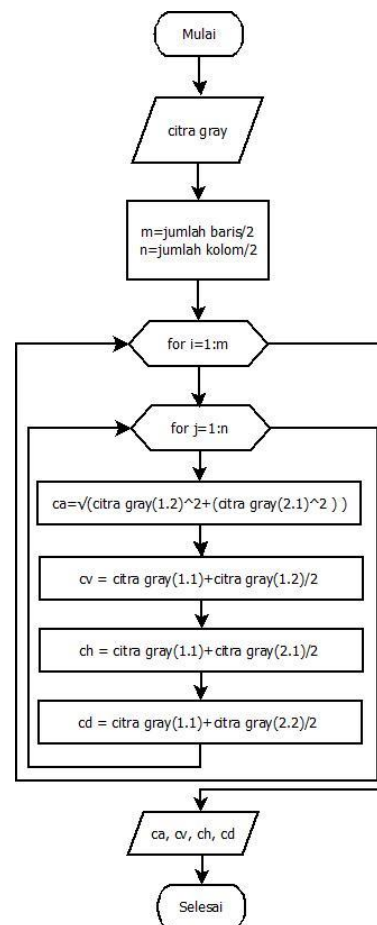 Mulai
citra gray
m=jumlah baris/2
n=jumlah kolom/2
for i=1:m
for j=1:n
ca=√(citra gray(1.2)^2+(citra gray(2.1)^2 ) )
cv = citra gray(1.1)+citra gray(1.2)/2
ch = citra gray(1.1)+citra gray(2.1)/2
cd = citra gray(1.1)+citra gray(2.2)/2
ca, cv, ch, cd
Selesai